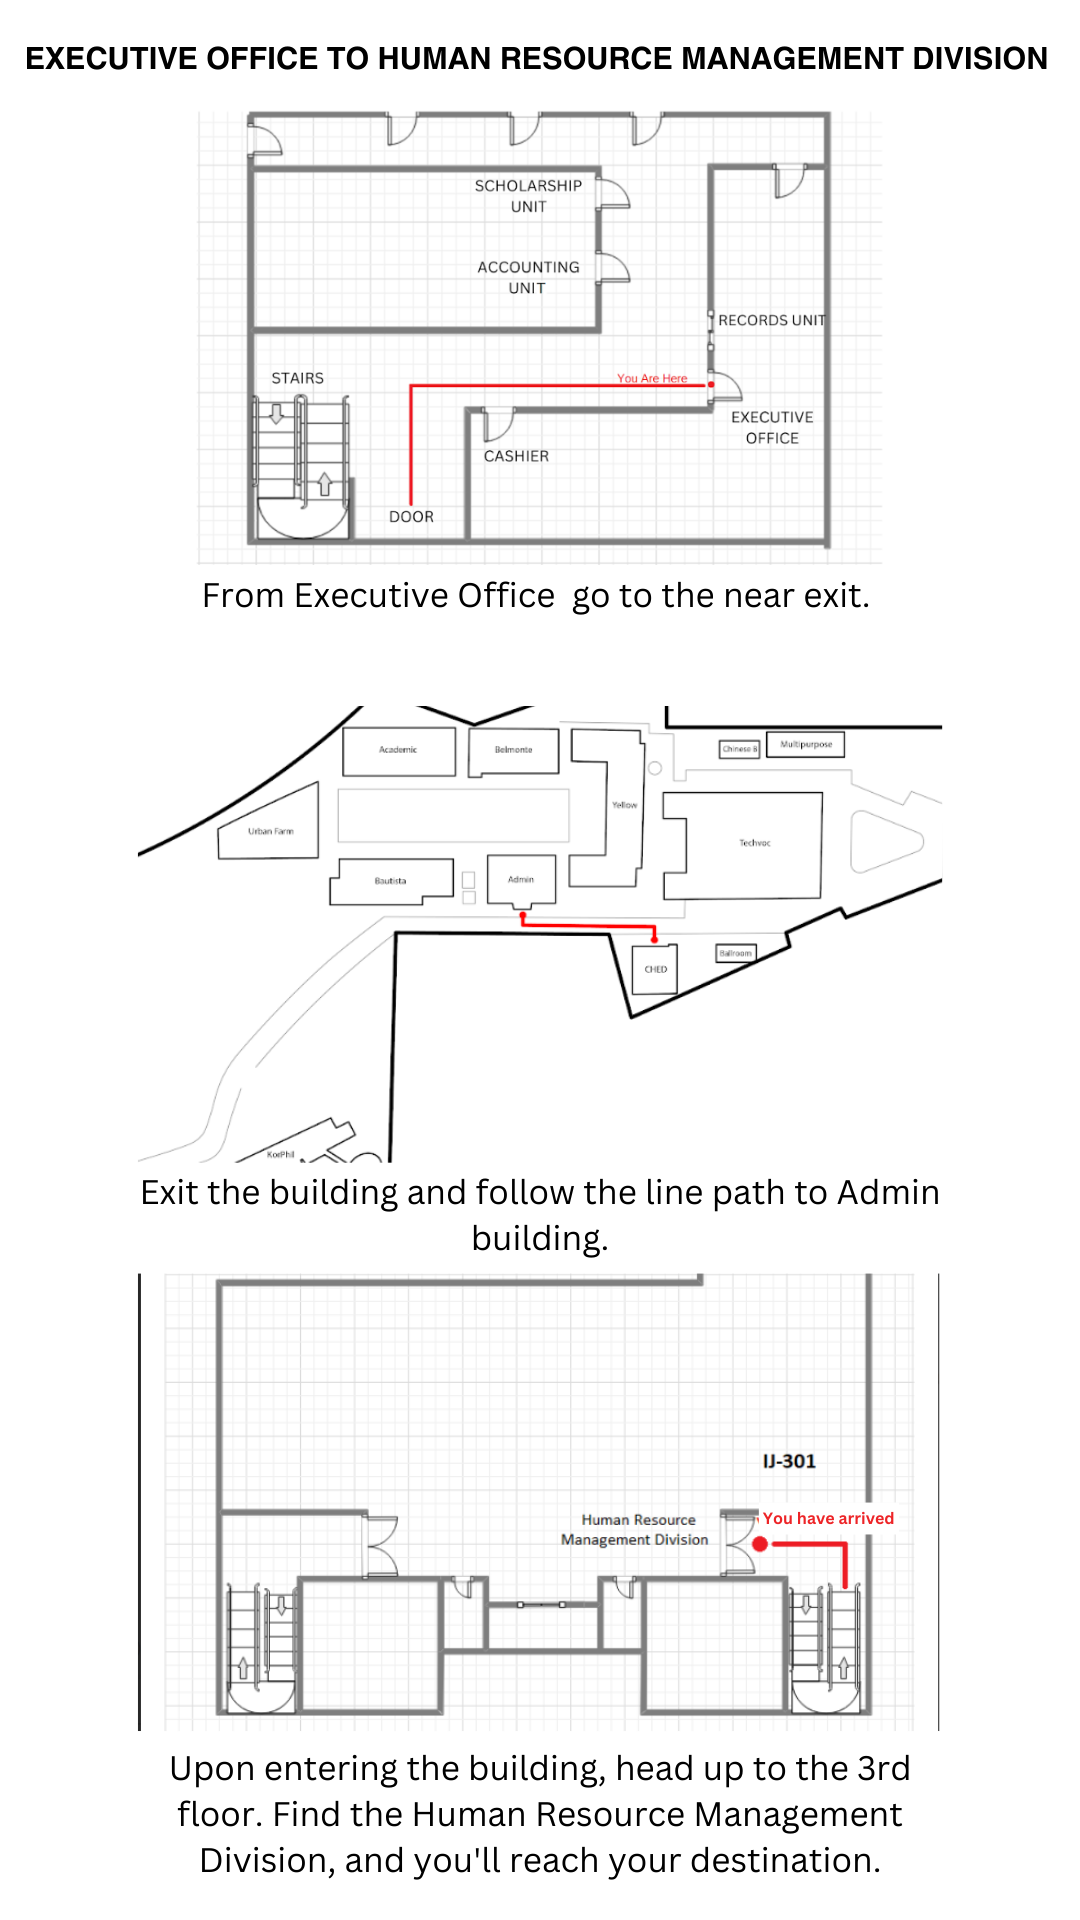 EXECUTIVE OFFICE TO HUMAN RESOURCE MANAGEMENT DIVISION
SCHOLARSHIP
UNIT
ACCOUNTING
UNIT
RECORDS UNIT
STAIRS
You Are Here
EXECUTIVE
OFFICE
CASHIER
DOOR
From Executive Office go to the near exit.
Academic
Belmonte
Chinese B
Multipurpose
Yellow
Urban Farm
Techvoc
Bautista
Admin
CHED
Ballroom
KorPhil
Exit the building and follow the line path to Admin
building.
IJ-301
Human Resource
Management Division
You have arrived
Upon entering the building, head up to the 3rd
floor. Find the Human Resource Management
Division, and you'll reach your destination.